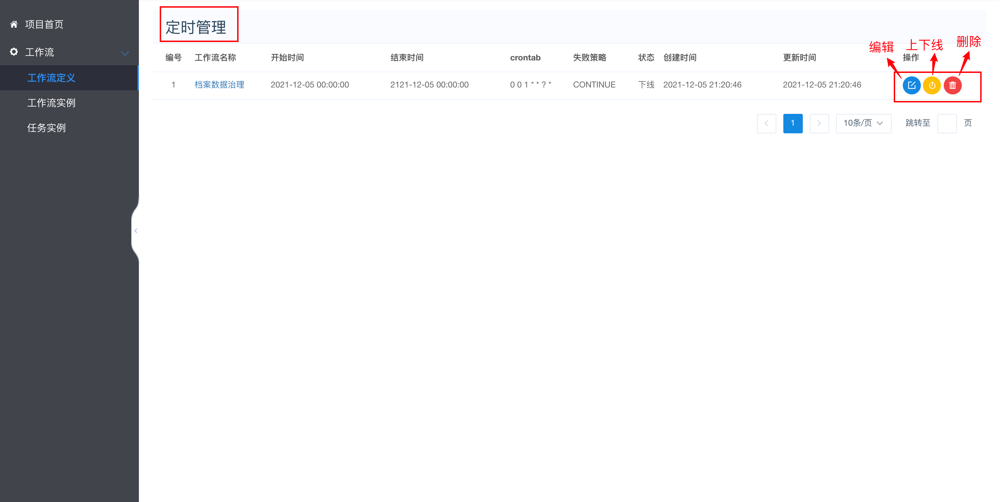 项目首页
工作流
工作流定义
工作流实例
任务实例
定时管理
编辑 上下线 删除
编号 工作流名称 开始时间 结束时间 crontab 失败策略 状态 创建时间 更新时间 操作
1 档案数据治理 2021-12-05 00:00:00 2121-12-05 00:00:00 0 0 1 * * ? * CONTINUE 下线 2021-12-05 21:20:46 2021-12-05 21:20:46
1 10条/页 跳转至 页